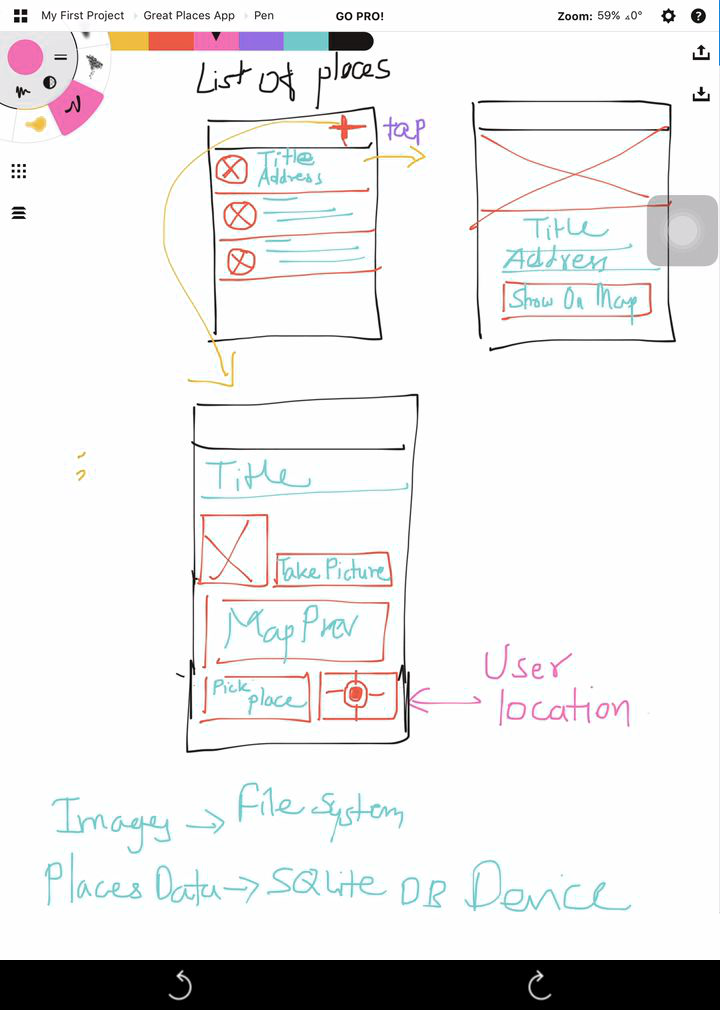 My First Project > Great Places App > Pen
GO PRO!
Zoom: 59% ⊿0°
List of places
tap
Title
Address
Title
Address
Show On Map
Title
Take Picture
Map Prev
Pick place
User location
Images → File System
Places Data → SQLite DB Device